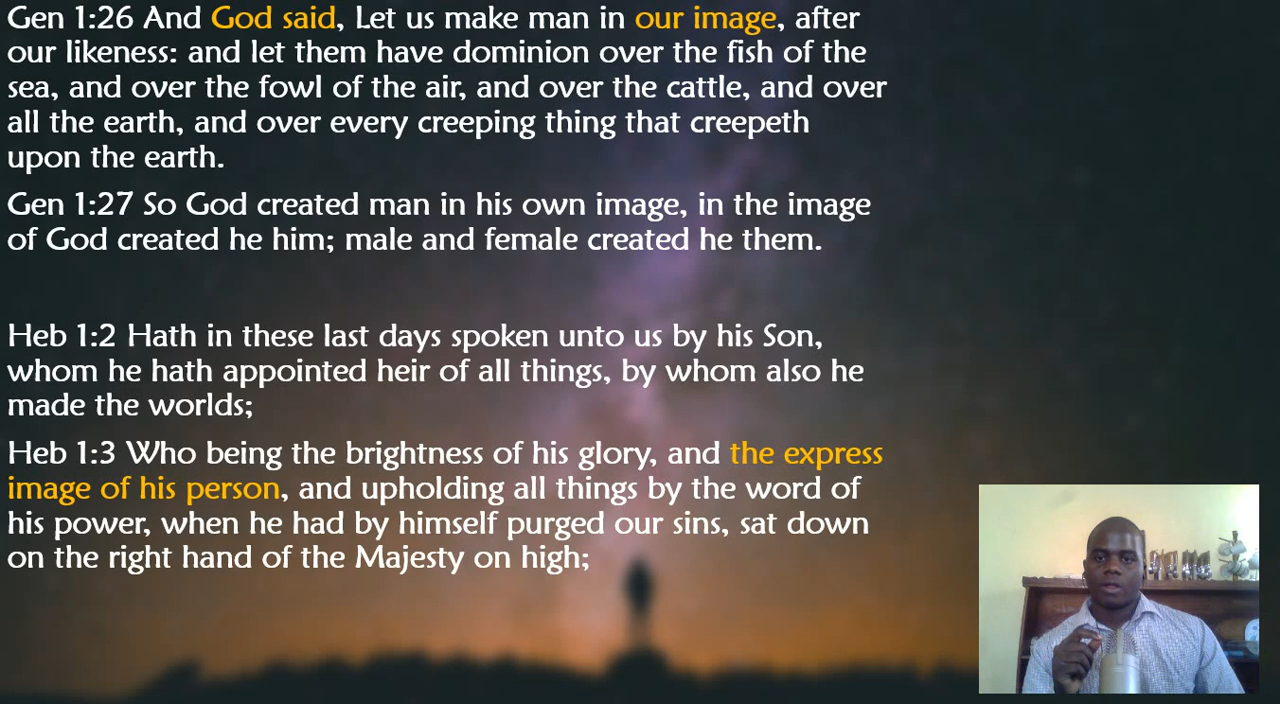 Gen 1:26 And God said, Let us make man in our image, after
our likeness: and let them have dominion over the fish of the
sea, and over the fowl of the air, and over the cattle, and over
all the earth, and over every creeping thing that creepeth
upon the earth.
Gen 1:27 So God created man in his own image, in the image
of God created he him; male and female created he them.
Heb 1:2 Hath in these last days spoken unto us by his Son,
whom he hath appointed heir of all things, by whom also he
made the worlds;
Heb 1:3 Who being the brightness of his glory, and the express
image of his person, and upholding all things by the word of
his power, when he had by himself purged our sins, sat down
on the right hand of the Majesty on high;